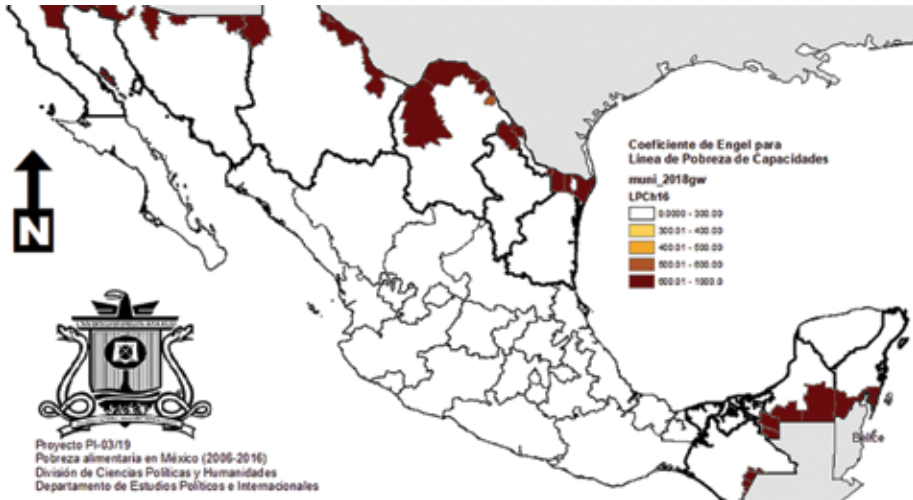 Coeficiente de Engel para
Línea de Pobreza de Capacidades
muni_2018gw
LPCh16
0.0000 - 300.00
300.01 - 400.00
400.01 - 500.00
500.01 - 600.00
600.01 - 1000.0
N
Belice
Proyecto PI-03/19
Pobreza alimentaria en México (2006-2016)
División de Ciencias Políticas y Humanidades
Departamento de Estudios Políticos e Internacionales